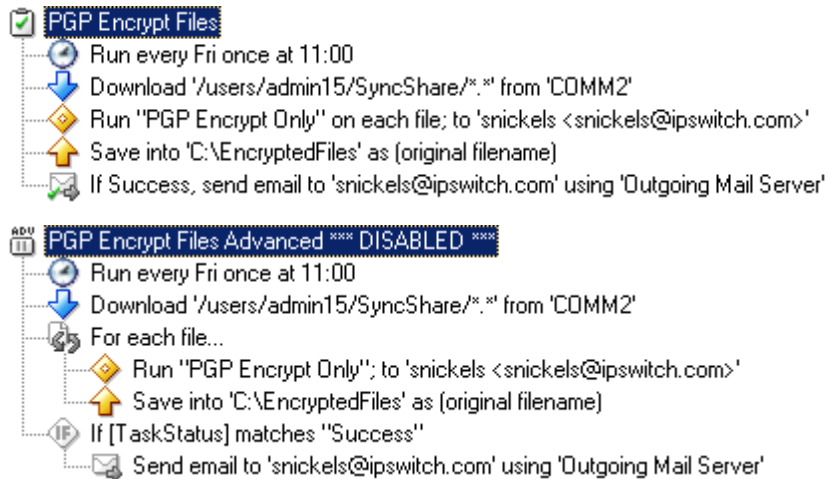 PGP Encrypt Files
Run every Fri once at 11:00
Download '/users/admin15/SyncShare/*.*' from 'COMM2'
Run "PGP Encrypt Only" on each file; to 'snickels <snickels@ipswitch.com>'
Save into 'C:\EncryptedFiles' as (original filename)
If Success, send email to 'snickels@ipswitch.com' using 'Outgoing Mail Server'
ADV
PGP Encrypt Files Advanced *** DISABLED ***
Run every Fri once at 11:00
Download '/users/admin15/SyncShare/*.*' from 'COMM2'
For each file...
Run "PGP Encrypt Only"; to 'snickels <snickels@ipswitch.com>'
Save into 'C:\EncryptedFiles' as (original filename)
IF
If [TaskStatus] matches "Success"
Send email to 'snickels@ipswitch.com' using 'Outgoing Mail Server'